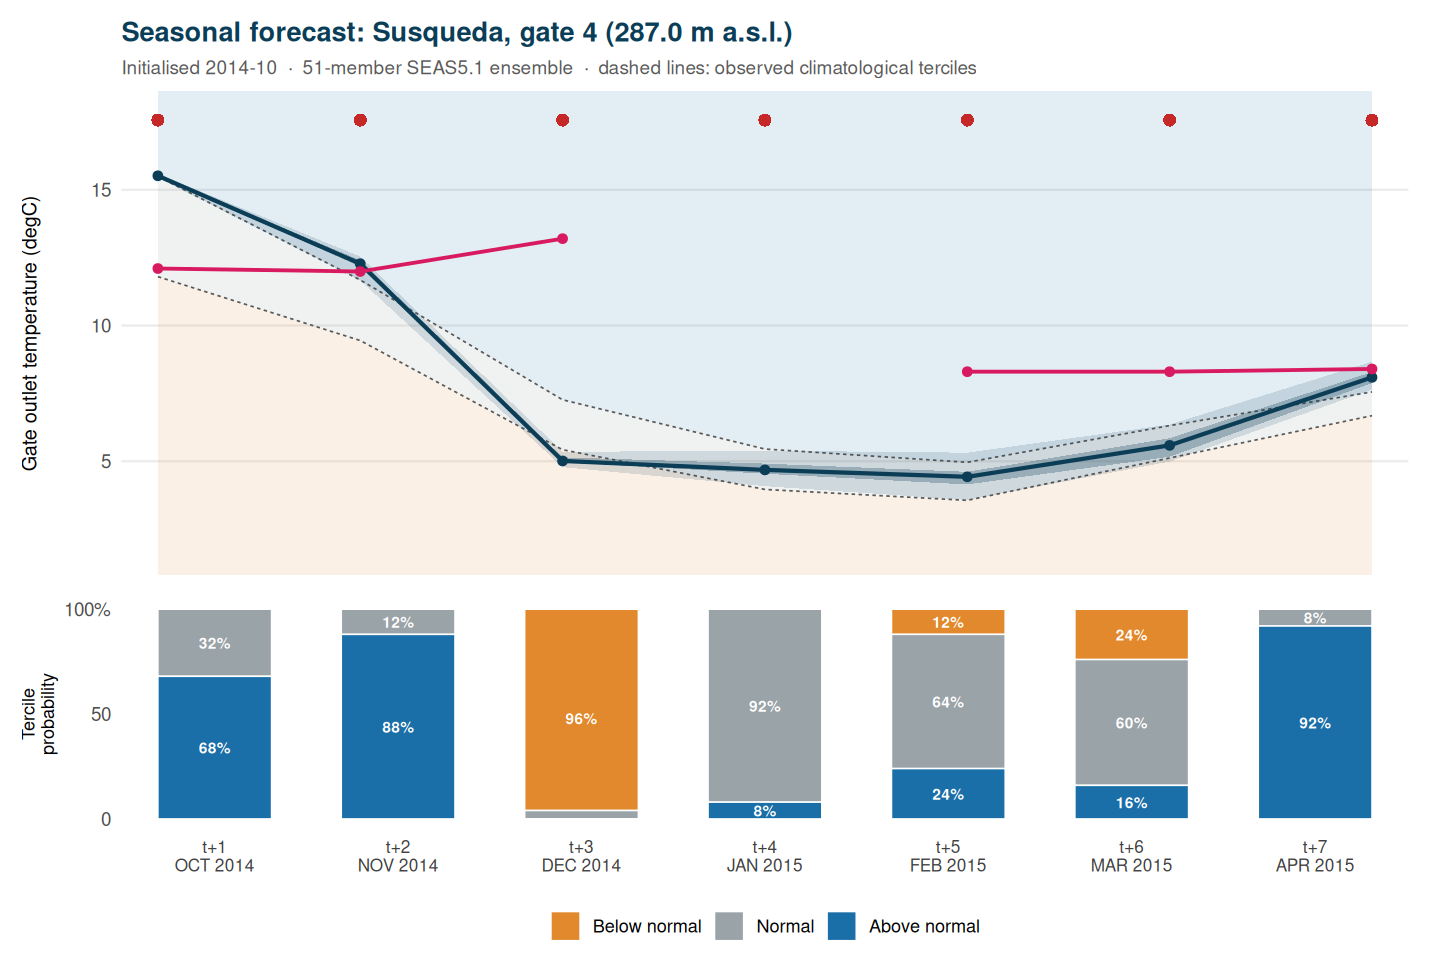 Seasonal forecast: Susqueda, gate 4 (287.0 m a.s.l.)
Initialised 2014-10 · 51-member SEAS5.1 ensemble · dashed lines: observed climatological terciles
Gate outlet temperature (degC)
15
10
5
Tercile
probability
100%
50
0
32%
68%
12%
88%
96%
92%
8%
12%
64%
24%
24%
60%
16%
8%
92%
t+1
OCT 2014
t+2
NOV 2014
t+3
DEC 2014
t+4
JAN 2015
t+5
FEB 2015
t+6
MAR 2015
t+7
APR 2015
Below normal
Normal
Above normal